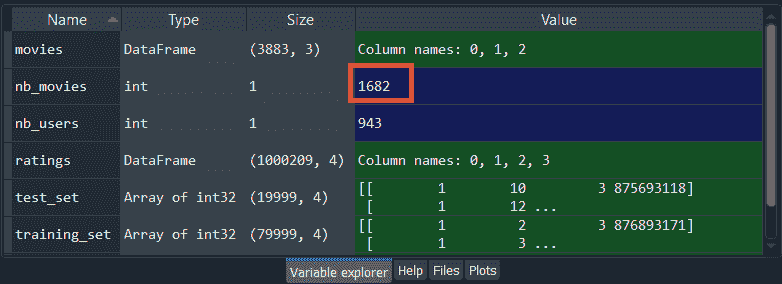 Name Type Size Value
movies DataFrame (3883, 3) Column names: 0, 1, 2
nb_movies int 1 1682
nb_users int 1 943
ratings DataFrame (1000209, 4) Column names: 0, 1, 2, 3
test_set Array of int32 (19999, 4) [[ 1 10 3 875693118]
[ 1 12 ...
training_set Array of int32 (79999, 4) [[ 1 2 3 876893171]
[ 1 3 ...
Variable explorer Help Files Plots